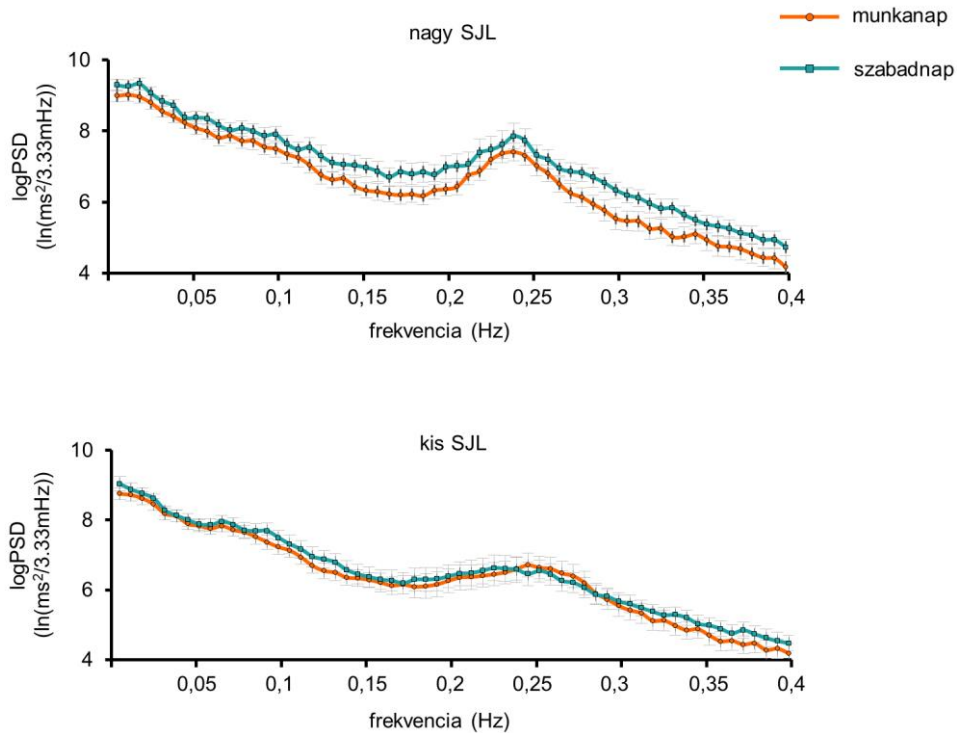 munkanap
nagy SJL
szabadnap
10
8
6
4
logPSD
(ln(ms²/3.33mHz))
0,05 0,1 0,15 0,2 0,25 0,3 0,35 0,4
frekvencia (Hz)
kis SJL
10
8
6
4
logPSD
(ln(ms²/3.33mHz))
0,05 0,1 0,15 0,2 0,25 0,3 0,35 0,4
frekvencia (Hz)